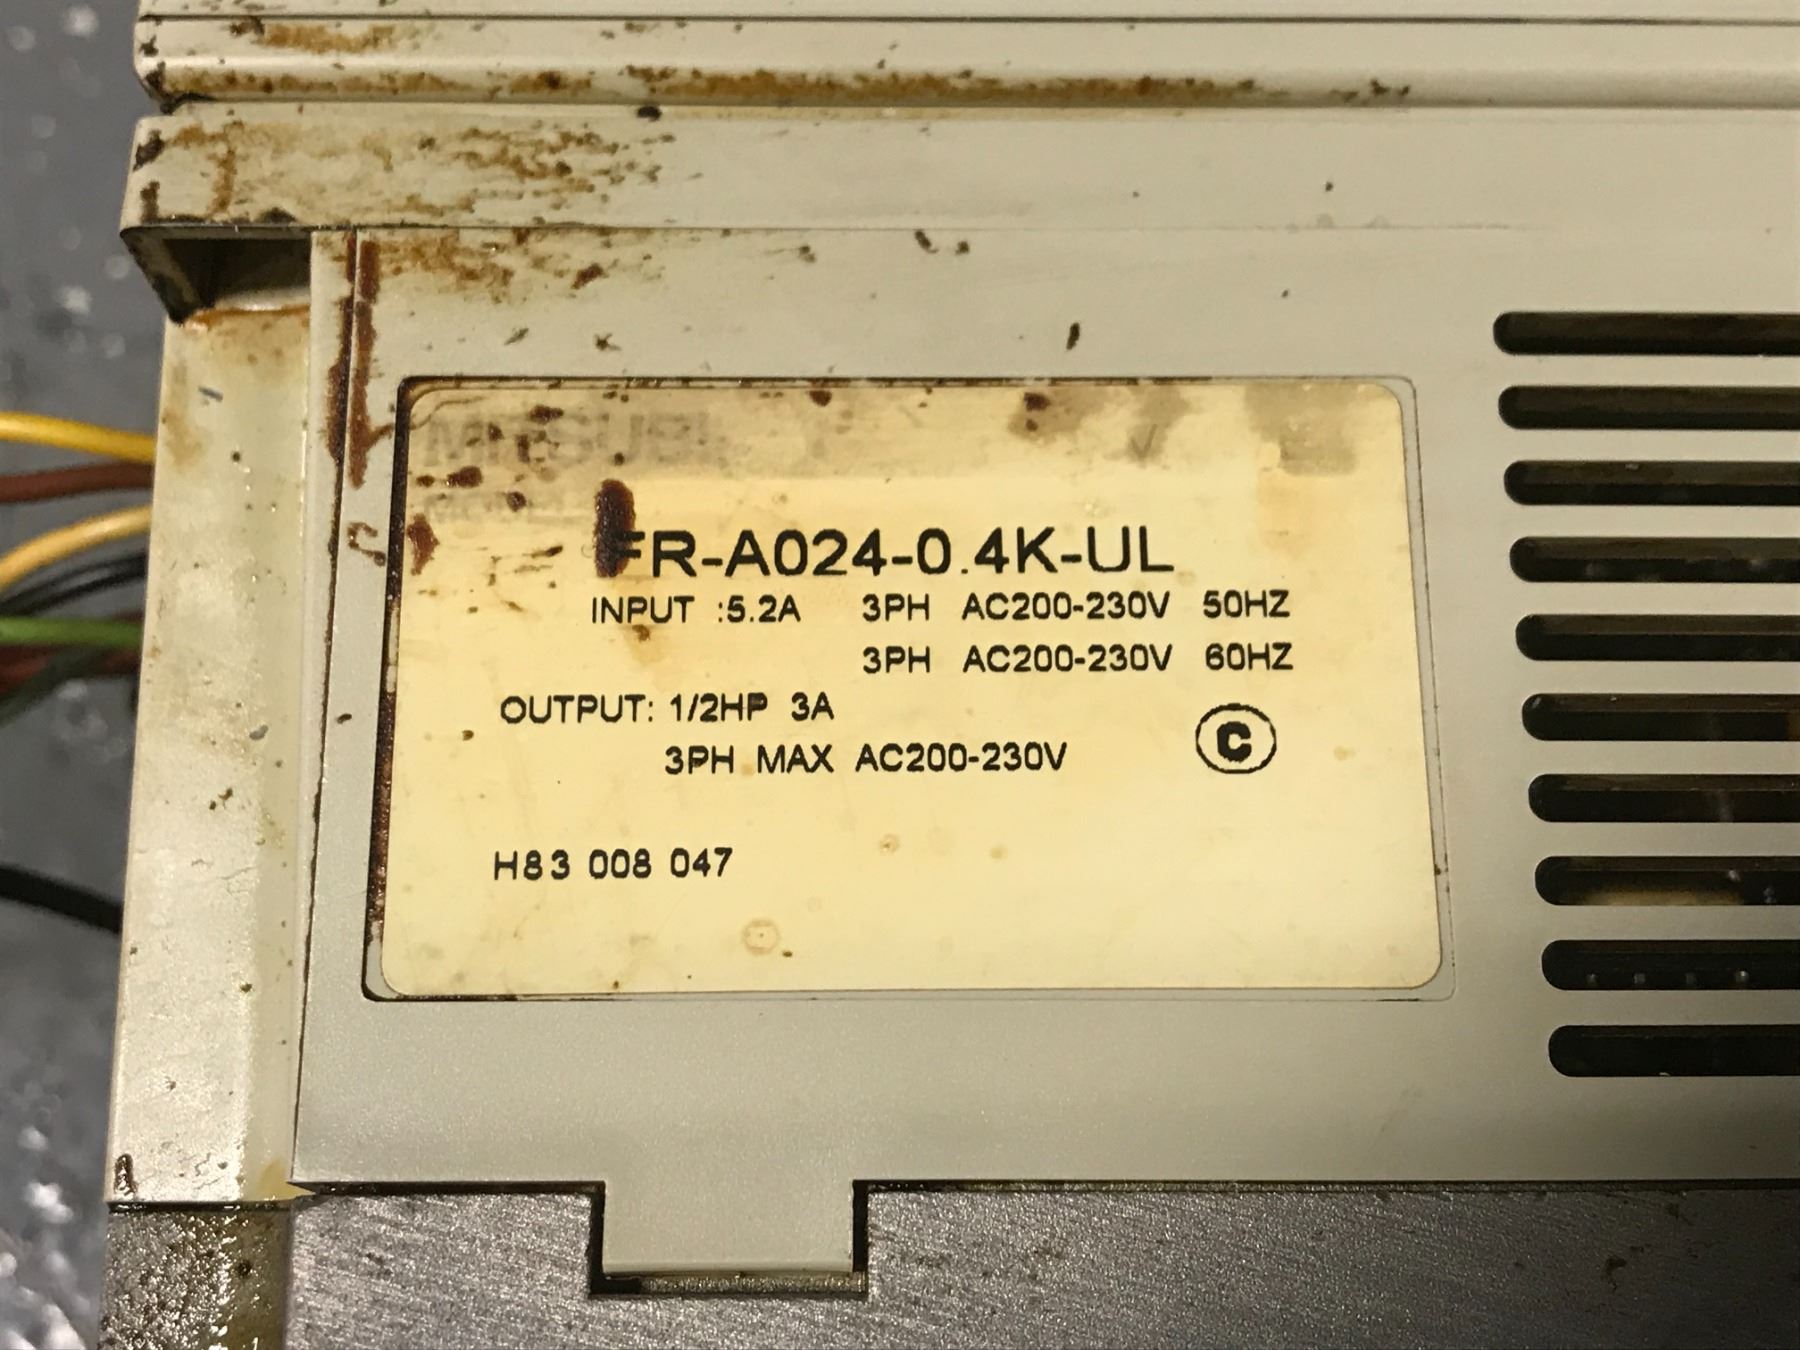 MITSUBI
FR-A024-0.4K-UL
INPUT :5.2A 3PH AC200-230V 50HZ
3PH AC200-230V 60HZ
OUTPUT: 1/2HP 3A
3PH MAX AC200-230V
C
H83 008 047